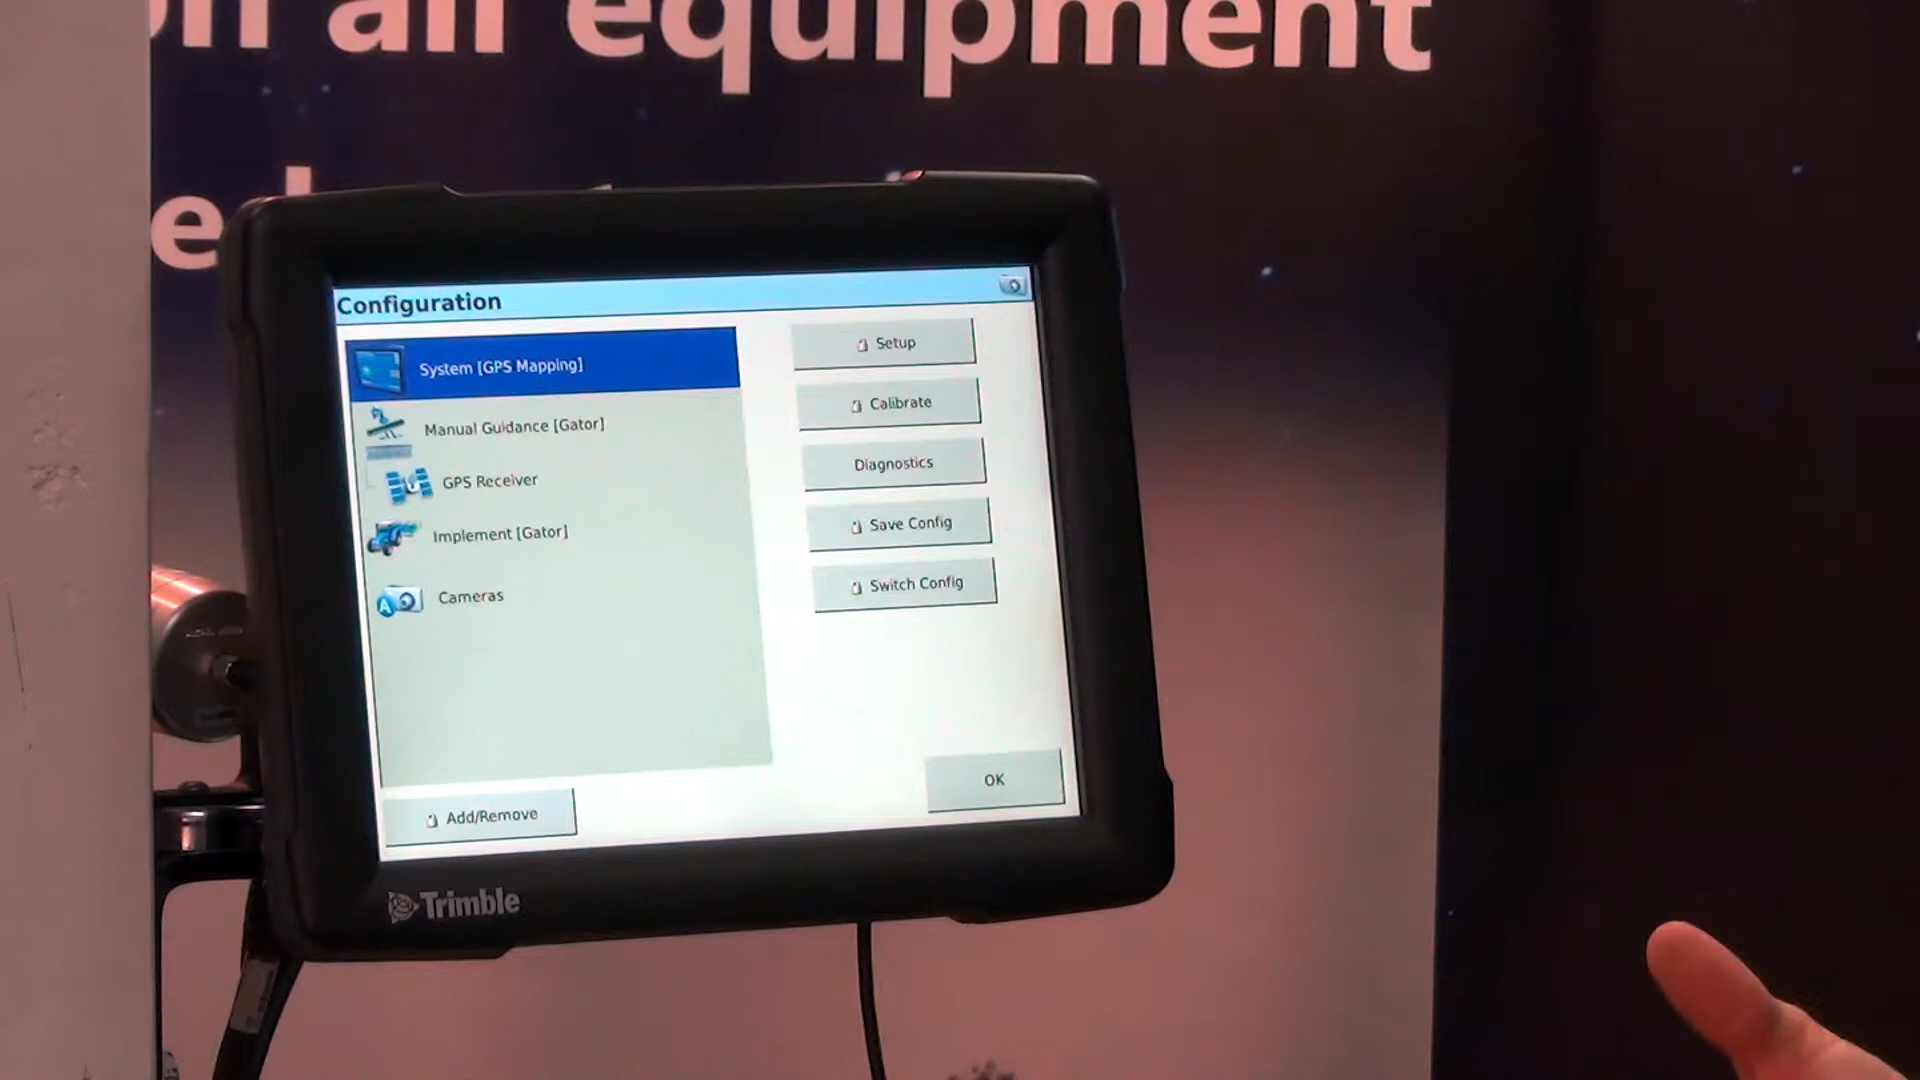 on all equipment
Configuration
System [GPS Mapping]
Manual Guidance [Gator]
GPS Receiver
Implement [Gator]
Cameras
Setup
Calibrate
Diagnostics
Save Config
Switch Config
OK
Add/Remove
Trimble